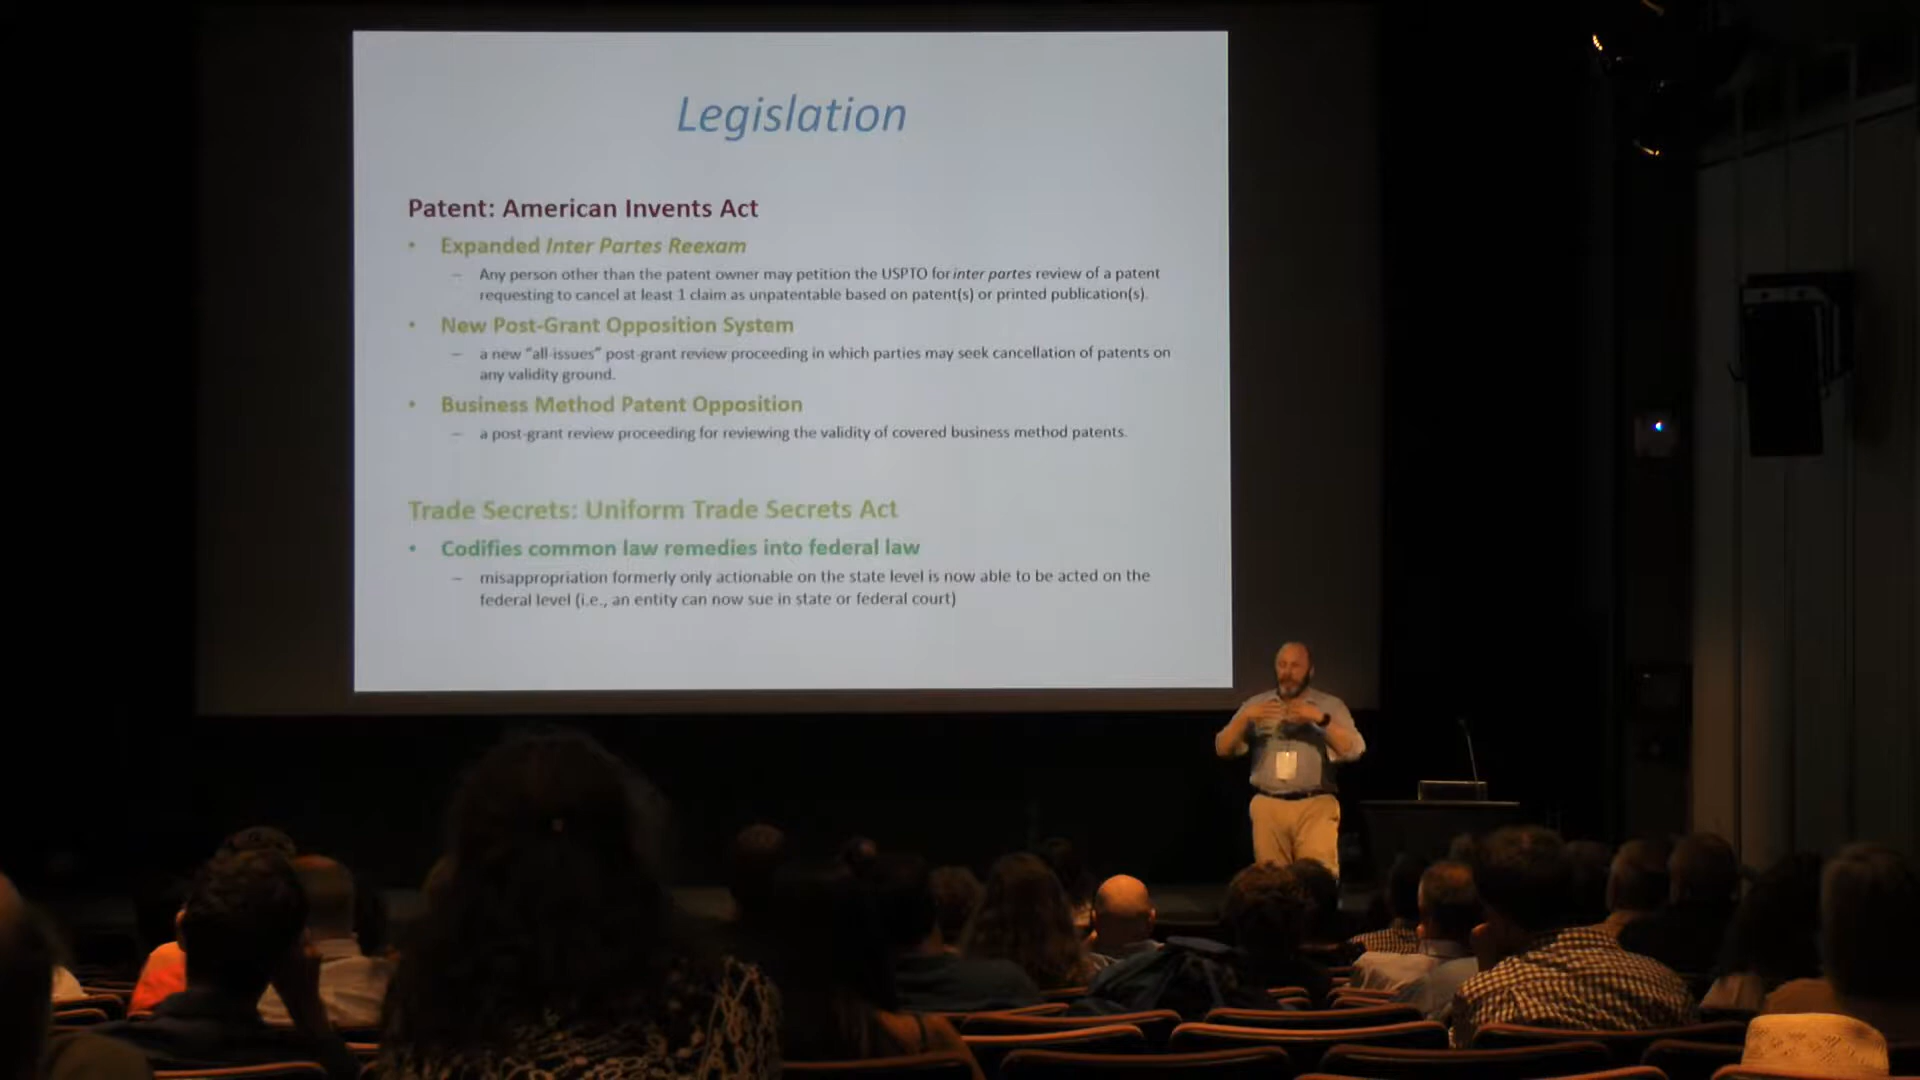 Legislation
Patent: American Invents Act
• Expanded Inter Partes Reexam
– Any person other than the patent owner may petition the USPTO for inter partes review of a patent
requesting to cancel at least 1 claim as unpatentable based on patent(s) or printed publication(s).
• New Post-Grant Opposition System
– a new "all-issues" post-grant review proceeding in which parties may seek cancellation of patents on
any validity ground.
• Business Method Patent Opposition
– a post-grant review proceeding for reviewing the validity of covered business method patents.
Trade Secrets: Uniform Trade Secrets Act
• Codifies common law remedies into federal law
– misappropriation formerly only actionable on the state level is now able to be acted on the
federal level (i.e., an entity can now sue in state or federal court)